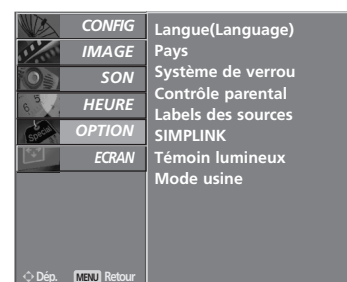 CONFIG
IMAGE
SON
HEURE
OPTION
ECRAN
Langue(Language)
Pays
Système de verrou
Contrôle parental
Labels des sources
SIMPLINK
Témoin lumineux
Mode usine
Dép. MENU Retour